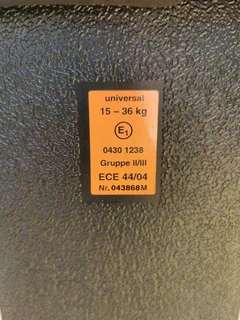 universal
15 – 36 kg
E1
0430 1238
Gruppe II/III
ECE 44/04
Nr. 043868M